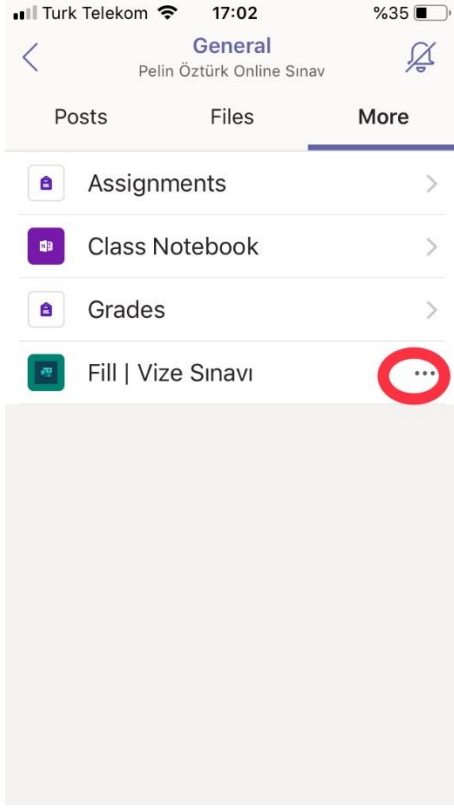 Turk Telekom 17:02 %35
General
Pelin Öztürk Online Sınav
Posts Files More
Assignments
Class Notebook
Grades
Fill | Vize Sınavı ...